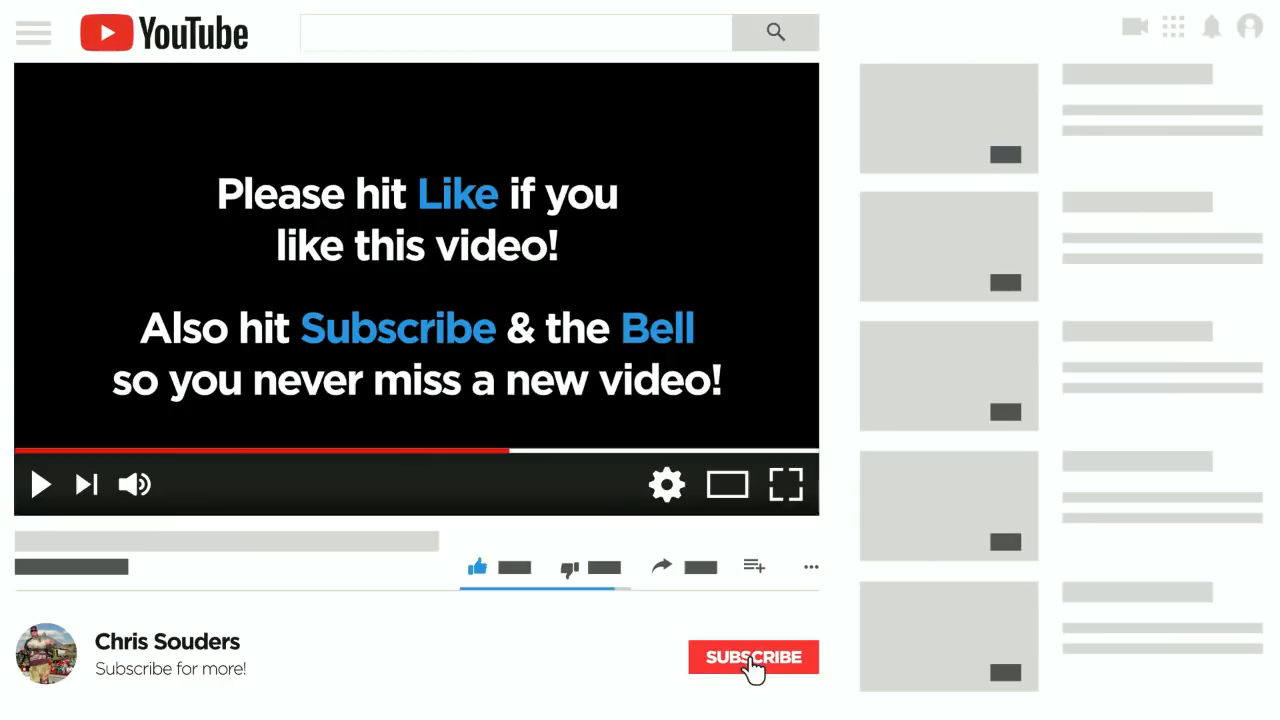 YouTube
Please hit Like if you
like this video!
Also hit Subscribe & the Bell
so you never miss a new video!
Chris Souders
Subscribe for more!
SUBSCRIBE